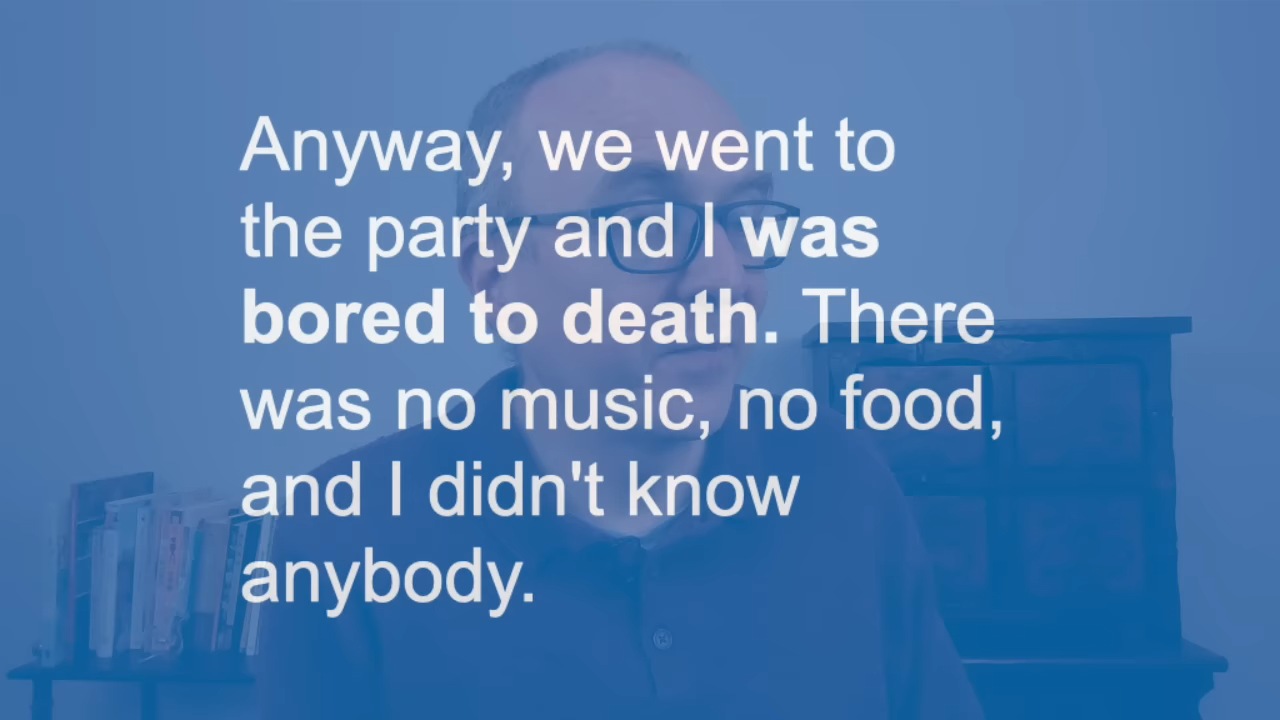 Anyway, we went to
the party and I was
bored to death. There
was no music, no food,
and I didn't know
anybody.